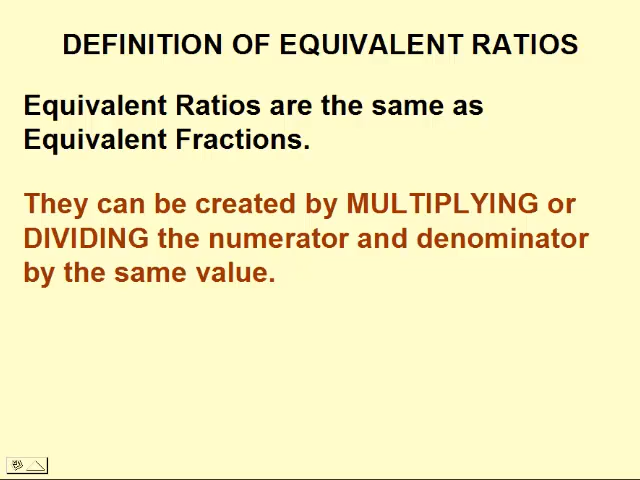 DEFINITION OF EQUIVALENT RATIOS
Equivalent Ratios are the same as
Equivalent Fractions.
They can be created by MULTIPLYING or
DIVIDING the numerator and denominator
by the same value.